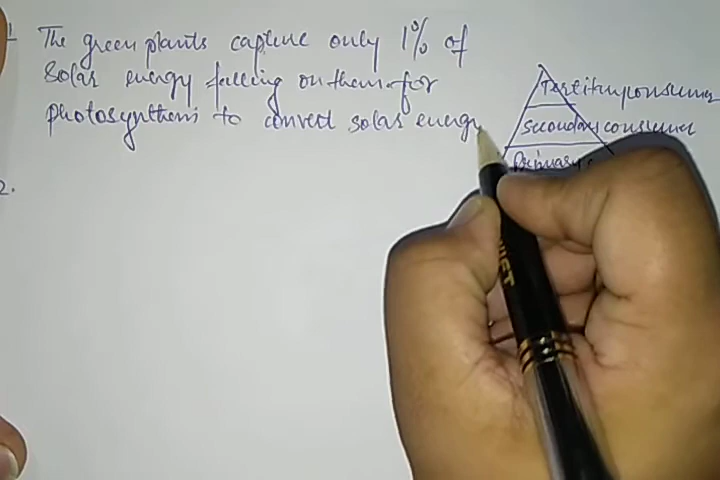 1 The green plants capture only 1% of
Solar energy falling on them for
photosynthesis to convert solar energy
2.
Tertiary consumer
Secondary consumer
Primary